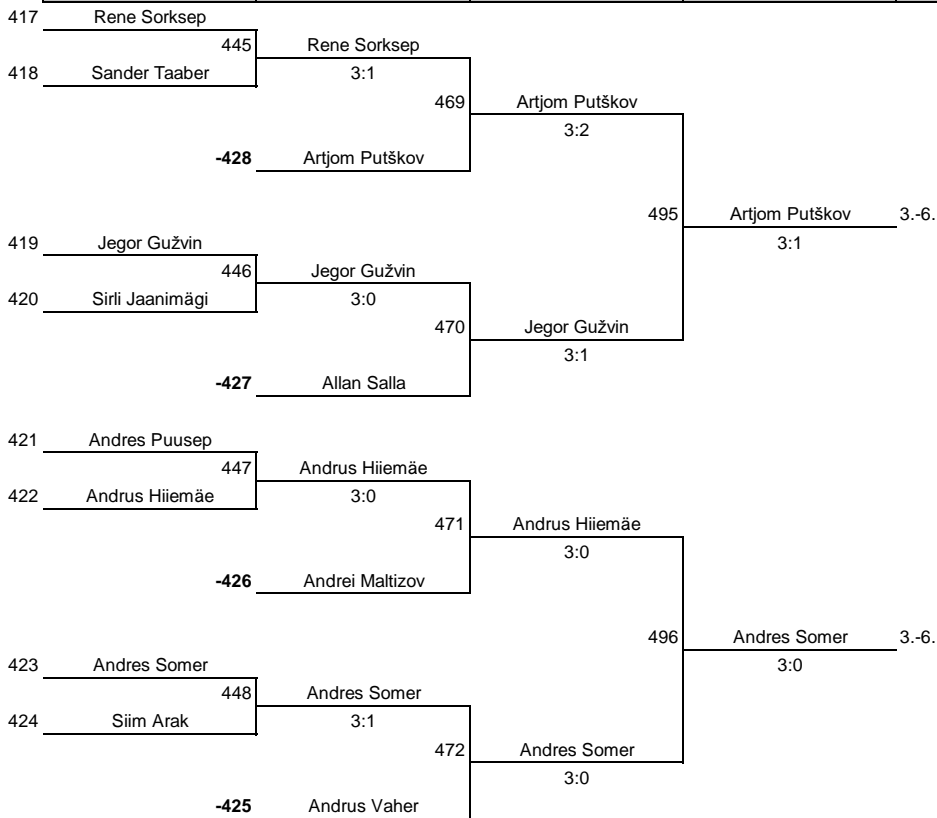 417 Rene Sorksep
445 Rene Sorksep
418 Sander Taaber 3:1
469 Artjom Putškov
3:2
-428 Artjom Putškov
495 Artjom Putškov 3.-6.
419 Jegor Gužvin 3:1
446 Jegor Gužvin
420 Sirli Jaanimägi 3:0
470 Jegor Gužvin
3:1
-427 Allan Salla
421 Andres Puusep
447 Andrus Hiiemäe
422 Andrus Hiiemäe 3:0
471 Andrus Hiiemäe
3:0
-426 Andrei Maltizov
496 Andres Somer 3.-6.
423 Andres Somer 3:0
448 Andres Somer
424 Siim Arak 3:1
472 Andres Somer
3:0
-425 Andrus Vaher